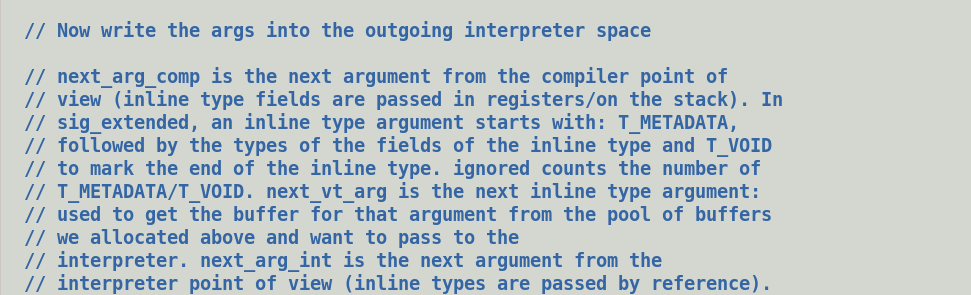 // Now write the args into the outgoing interpreter space
// next_arg_comp is the next argument from the compiler point of
// view (inline type fields are passed in registers/on the stack). In
// sig_extended, an inline type argument starts with: T_METADATA,
// followed by the types of the fields of the inline type and T_VOID
// to mark the end of the inline type. ignored counts the number of
// T_METADATA/T_VOID. next_vt_arg is the next inline type argument:
// used to get the buffer for that argument from the pool of buffers
// we allocated above and want to pass to the
// interpreter. next_arg_int is the next argument from the
// interpreter point of view (inline types are passed by reference).